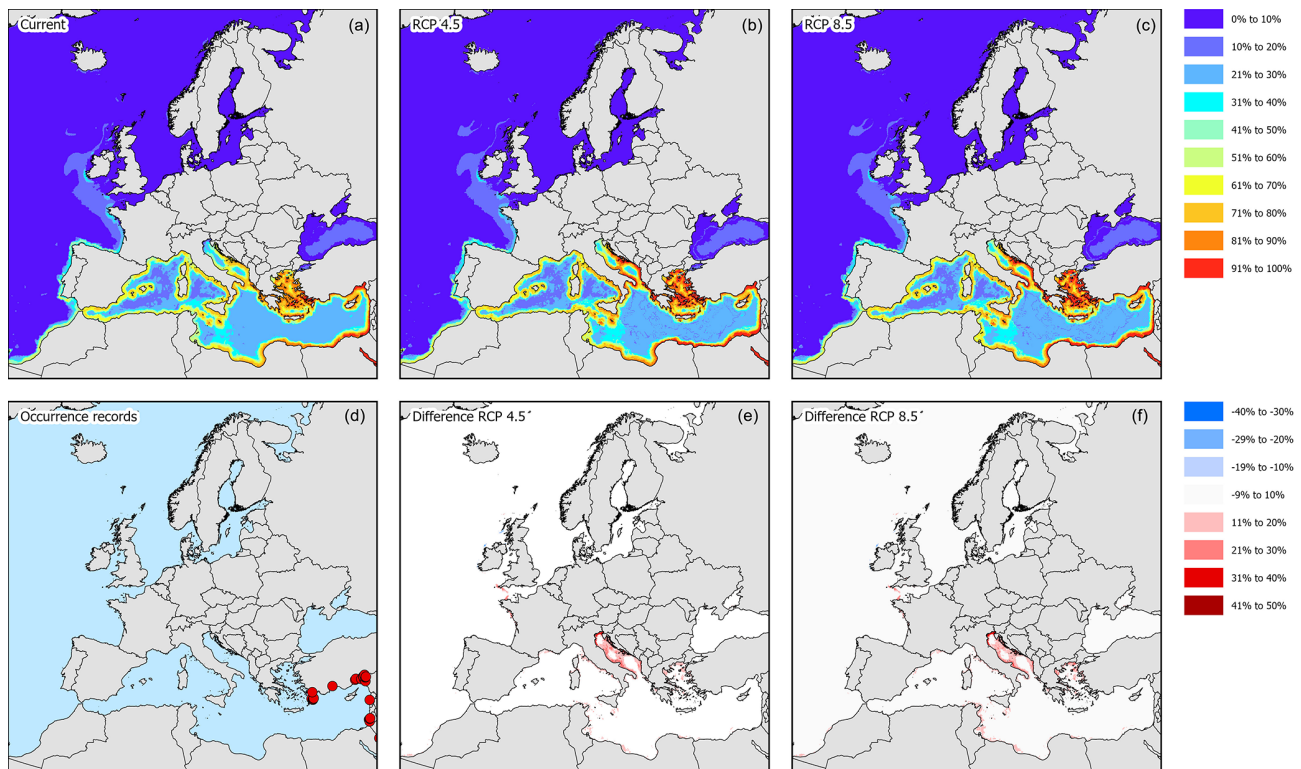 Current (a)
RCP 4.5 (b)
RCP 8.5 (c)
0% to 10%
10% to 20%
21% to 30%
31% to 40%
41% to 50%
51% to 60%
61% to 70%
71% to 80%
81% to 90%
91% to 100%
Occurrence records (d)
Difference RCP 4.5´ (e)
Difference RCP 8.5´ (f)
-40% to -30%
-29% to -20%
-19% to -10%
-9% to 10%
11% to 20%
21% to 30%
31% to 40%
41% to 50%